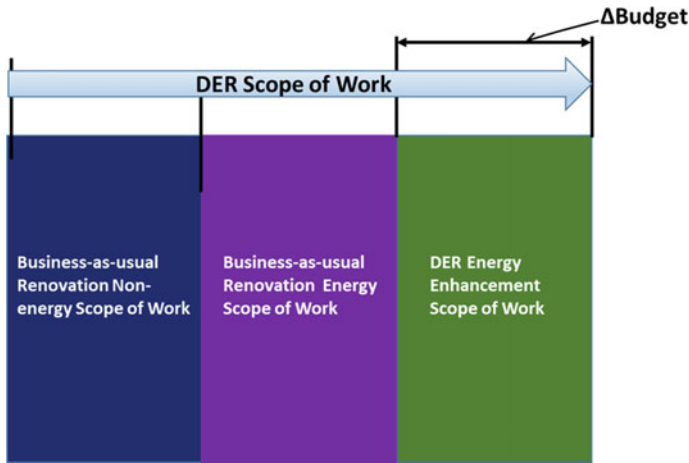 ΔBudget
DER Scope of Work
Business-as-usual
Renovation Non-
energy Scope of Work
Business-as-usual
Renovation Energy
Scope of Work
DER Energy
Enhancement
Scope of Work